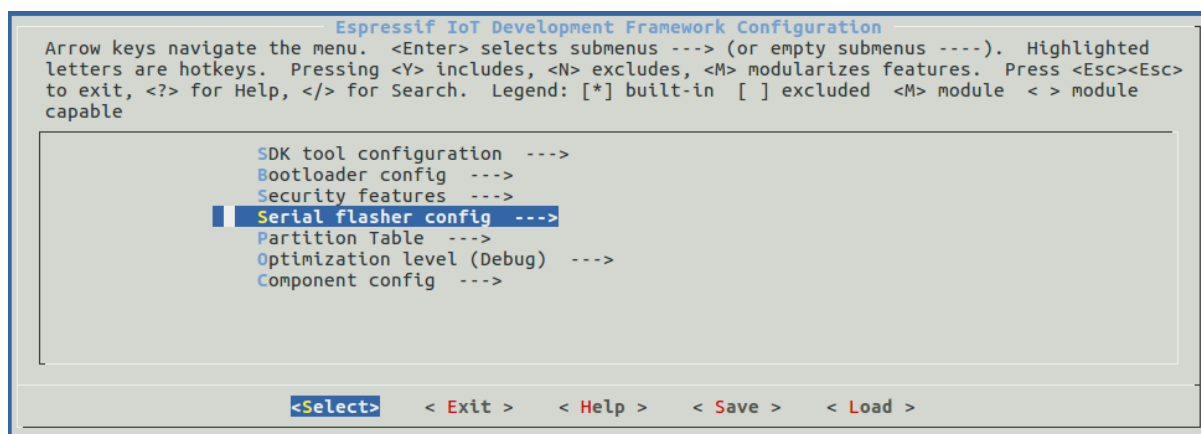 Espressif IoT Development Framework Configuration
Arrow keys navigate the menu.  <Enter> selects submenus ---> (or empty submenus ----).  Highlighted
letters are hotkeys.  Pressing <Y> includes, <N> excludes, <M> modularizes features.  Press <Esc><Esc>
to exit, <?> for Help, </> for Search.  Legend: [*] built-in  [ ] excluded  <M> module  < > module
capable
SDK tool configuration  --->
Bootloader config  --->
Security features  --->
Serial flasher config  --->
Partition Table  --->
Optimization level (Debug)  --->
Component config  --->
<Select>    < Exit >    < Help >    < Save >    < Load >